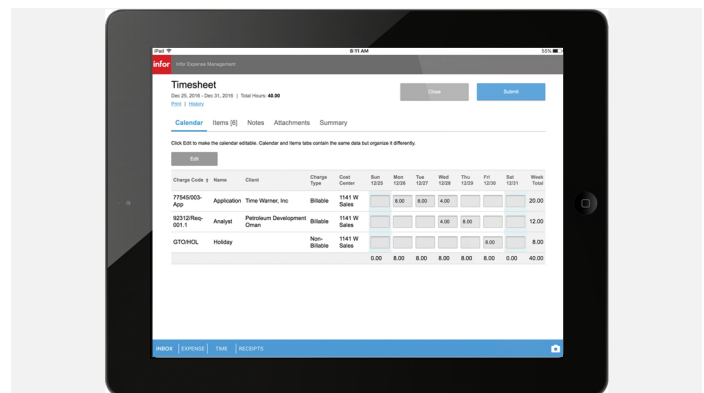 iPad 8:11 AM 55%
infor Infor Expense Management
Timesheet
Dec 25, 2016 - Dec 31, 2016 | Total Hours: 40.00
Close Submit
Print | History
Calendar Items [6] Notes Attachments Summary
Click Edit to make the calendar editable. Calendar and Items tabs contain the same data but organize it differently.
Edit
Charge Code Name Client Charge Type Cost Center Sun 12/25 Mon 12/26 Tue 12/27 Wed 12/28 Thu 12/29 Fri 12/30 Sat 12/31 Week Total
77545/003-App Application Time Warner, Inc Billable 1141 W Sales 8.00 8.00 4.00 20.00
92312/Req-001.1 Analyst Petroleum Development Oman Billable 1141 W Sales 4.00 8.00 12.00
GTO/HOL Holiday Non-Billable 1141 W Sales 8.00 8.00
0.00 8.00 8.00 8.00 8.00 8.00 0.00 40.00
INBOX EXPENSE TIME RECEIPTS